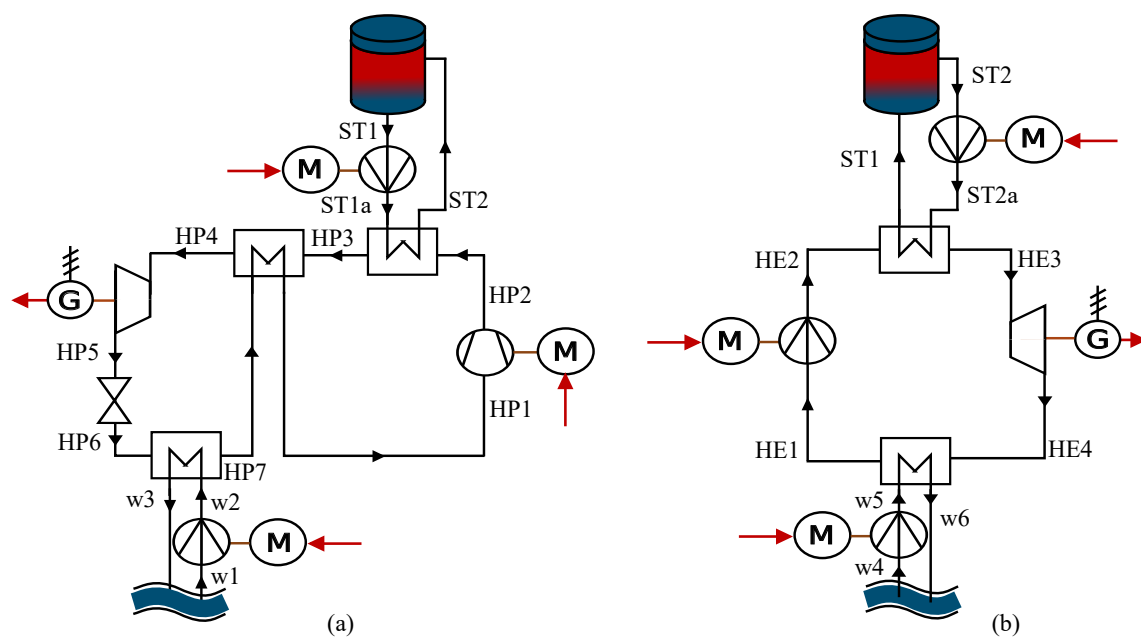 ST1
M
ST1a
ST2
HP4
HP3
G
HP2
HP5
M
HP1
HP6
HP7
w3
w2
M
w1
(a)
ST2
M
ST1
ST2a
HE2
HE3
M
G
HE1
HE4
w5
w6
M
w4
(b)